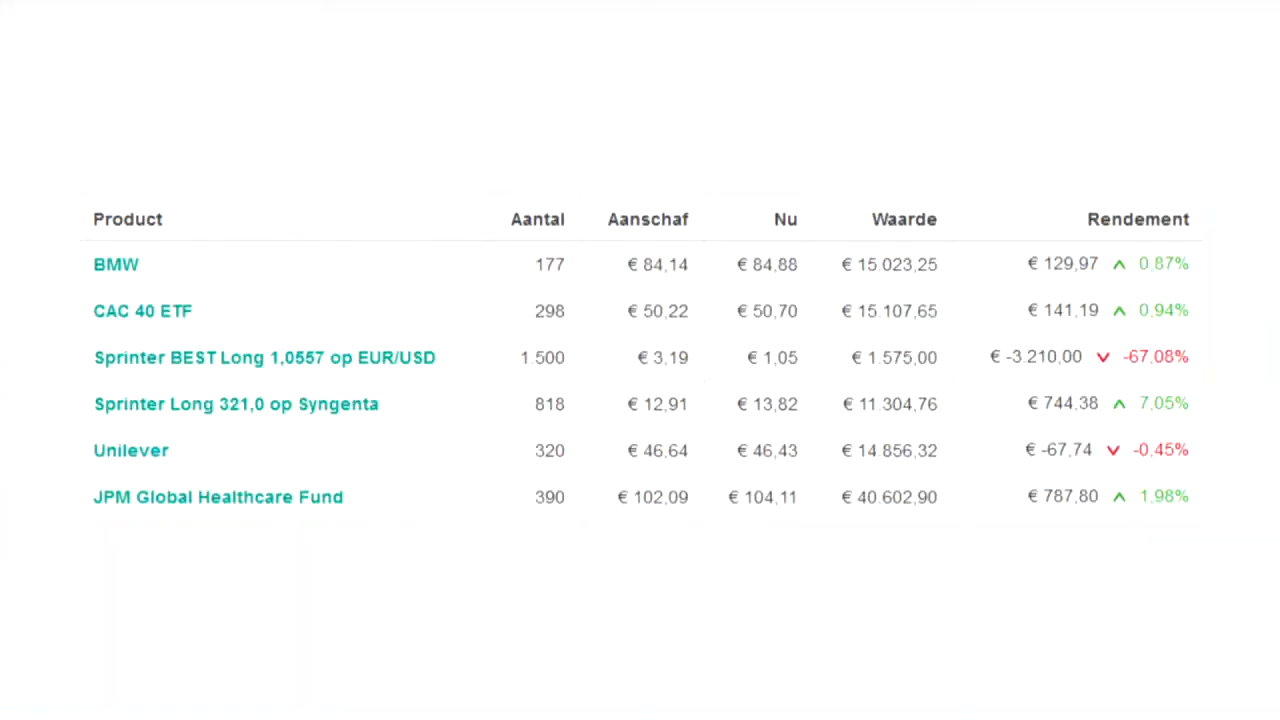 Product Aantal Aanschaf Nu Waarde Rendement
BMW 177 € 84,14 € 84,88 € 15.023,25 € 129,97 0,87%
CAC 40 ETF 298 € 50,22 € 50,70 € 15.107,65 € 141,19 0,94%
Sprinter BEST Long 1,0557 op EUR/USD 1.500 € 3,19 € 1,05 € 1.575,00 € -3.210,00 -67,08%
Sprinter Long 321,0 op Syngenta 818 € 12,91 € 13,82 € 11.304,76 € 744,38 7,05%
Unilever 320 € 46,64 € 46,43 € 14.856,32 € -67,74 -0,45%
JPM Global Healthcare Fund 390 € 102,09 € 104,11 € 40.602,90 € 787,80 1,98%